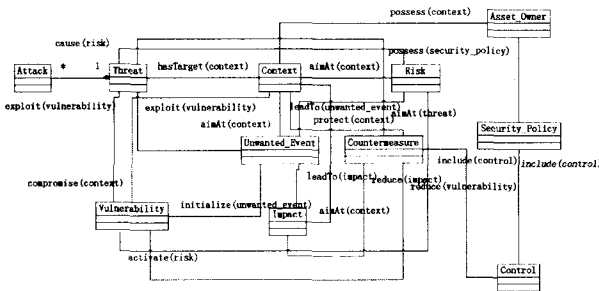 possess(context)
Asset_Owner
cause(risk)
possess(security_policy)
Attack
*
1
Threat
hasTarget(context)
Context
aimAt(context)
Risk
exploit(vulnerability)
exploit(vulnerability)
leadTo(unwanted_event)
protect(context)
aimAt(threat)
aimAt(context)
Security_Policy
Unwanted_Event
Countermeasure
include(control)
include(control)
leadTo(impact)
reduce(impact)
compromise(context)
reduce(vulnerability)
Vulnerability
initialize(unwanted_event)
Impact
aimAt(context)
activate(risk)
Control